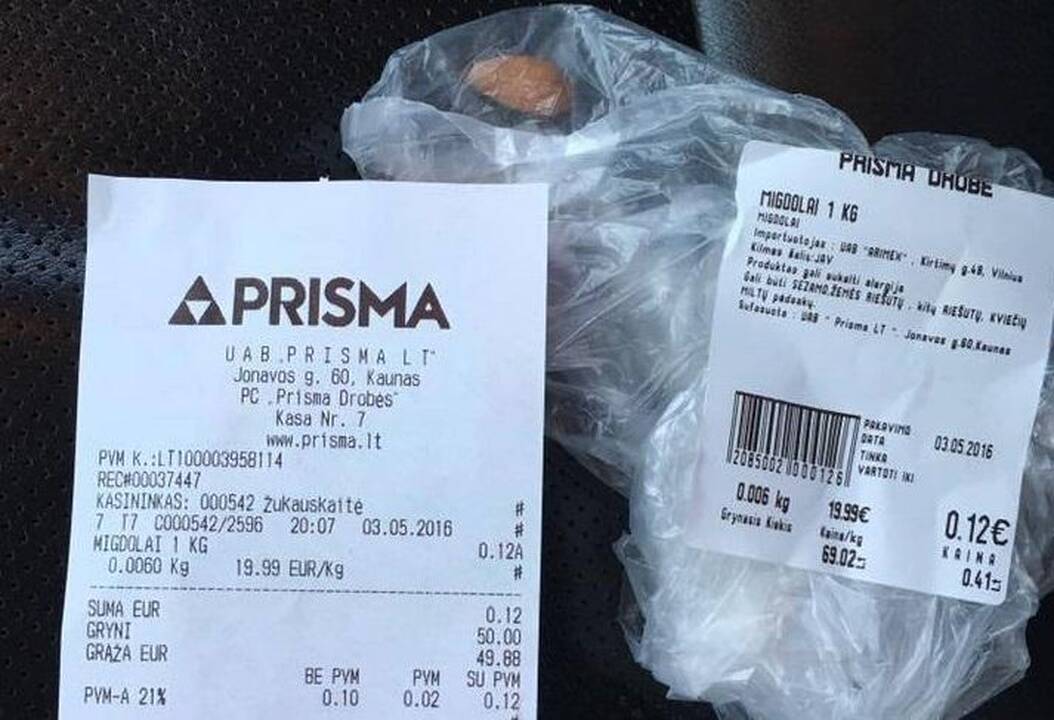 PRISMA
UAB „PRISMA LT"
Jonavos g. 60, Kaunas
PC „Prisma Drobės"
Kasa Nr. 7
www.prisma.lt
PVM K.:LT100003958114
REC#00037447
KASININKAS: 000542 Žukauskaitė #
7 T7 C000542/2596 20:07 03.05.2016 #
MIGDOLAI 1 KG 0.12A
0.0060 Kg 19.99 EUR/Kg #
SUMA EUR 0.12
GRYNI 50.00
GRĄŽA EUR 49.88
BE PVM PVM SU PVM
PVM-A 21% 0.10 0.02 0.12
PRISMA DROBE
MIGDOLAI 1 KG
MIGDOLAI
Importuotojas : UAB "ARIMEX" . Kirtimų g.48, Vilnius
Kilmės šalis:JAV
Produktas gali sukelti alergiją
Gali būti SEZAMO,ŽEMĖS RIEŠUTŲ , kitų RIEŠUTŲ, KVIEČIŲ
MILTŲ pėdsakų.
Sufasuota : UAB " Prisma LT ". Jonavos g.60,Kaunas
2085002 000126
PAKAVIMO
DATA 03.05.2016
TINKA
VARTOTI IKI
0.006 kg 19.99€ 0.12€
Grynasis Kiekis Kaina/kg KAINA
69.02 0.41